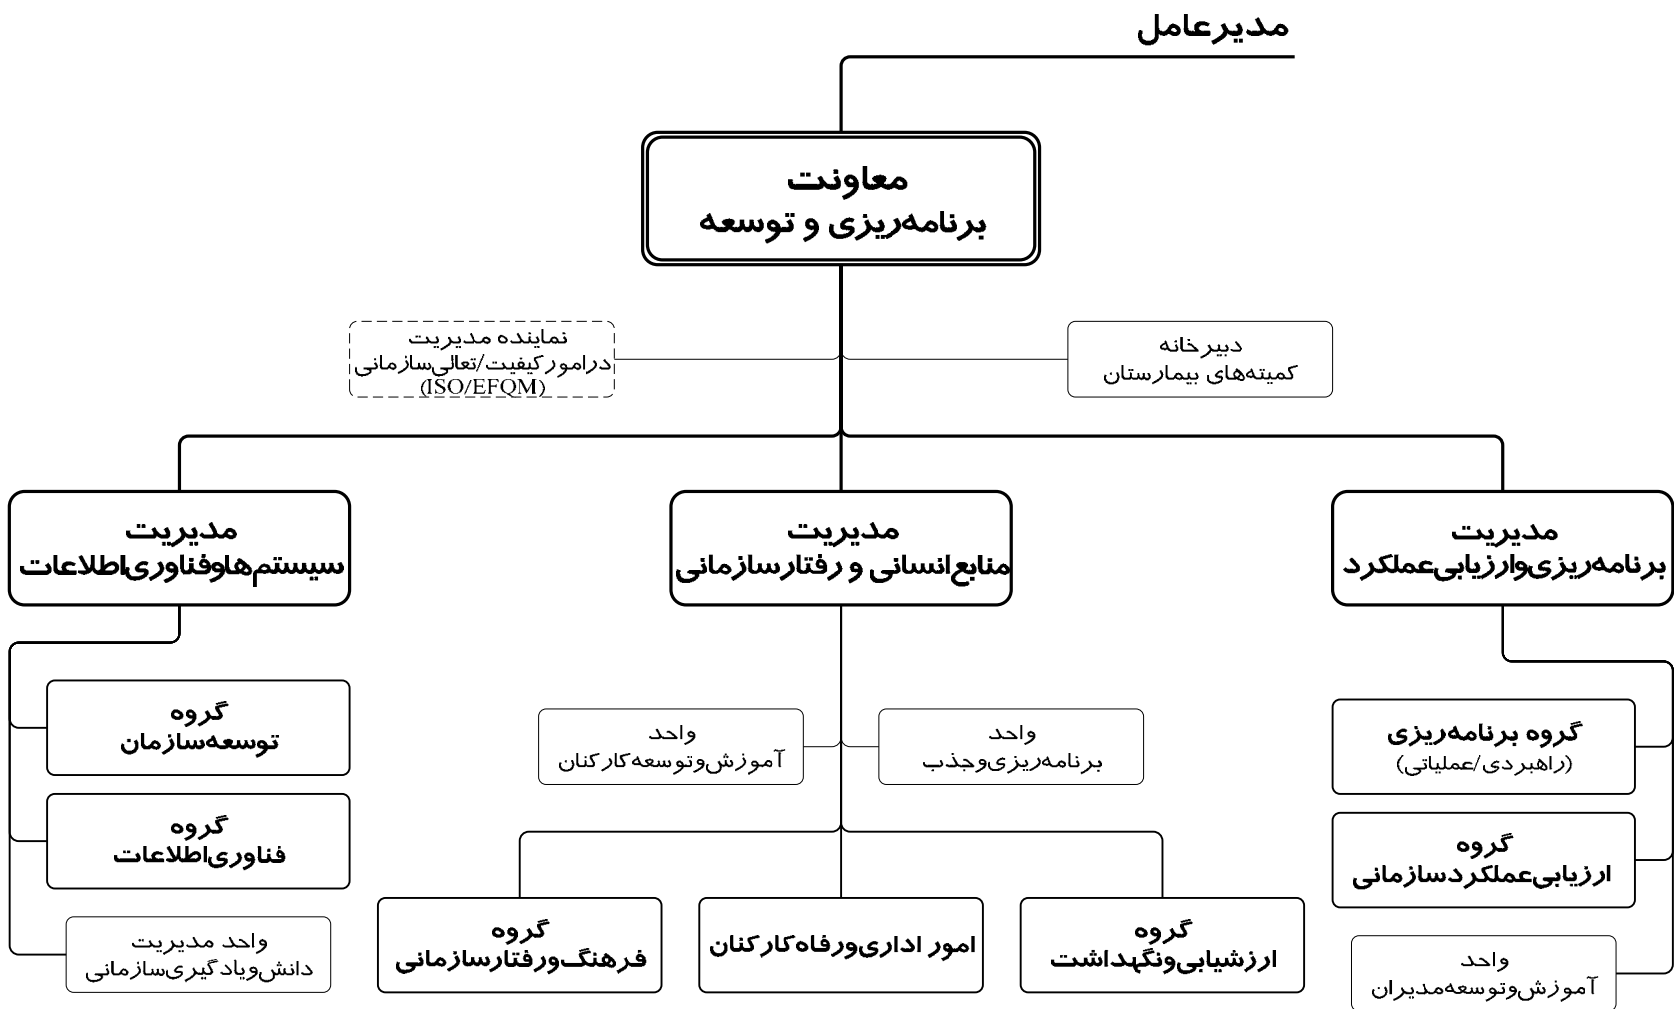 مدیرعامل
معاونت
برنامه‌ریزی و توسعه
دبیرخانه
کمیته‌های بیمارستان
نماینده مدیریت
درامورکیفیت/تعالی‌سازمانی
(ISO/EFQM)
مدیریت
برنامه‌ریزی‌وارزیابی‌عملکرد
مدیریت
منابع‌انسانی و رفتارسازمانی
مدیریت
سیستم‌هاوفناوری‌اطلاعات
گروه برنامه‌ریزی
(راهبردی/عملیاتی)
گروه
ارزیابی‌عملکردسازمانی
واحد
آموزش‌وتوسعه‌مدیران
واحد
برنامه‌ریزی‌وجذب
واحد
آموزش‌وتوسعه‌کارکنان
گروه
ارزشیابی‌ونگهداشت
امور اداری‌ورفاه‌کارکنان
گروه
فرهنگ‌ورفتارسازمانی
گروه
توسعه‌سازمان
گروه
فناوری‌اطلاعات
واحد مدیریت
دانش‌ویادگیری‌سازمانی